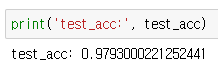 print('test_acc:', test_acc)
test_acc: 0.9793000221252441